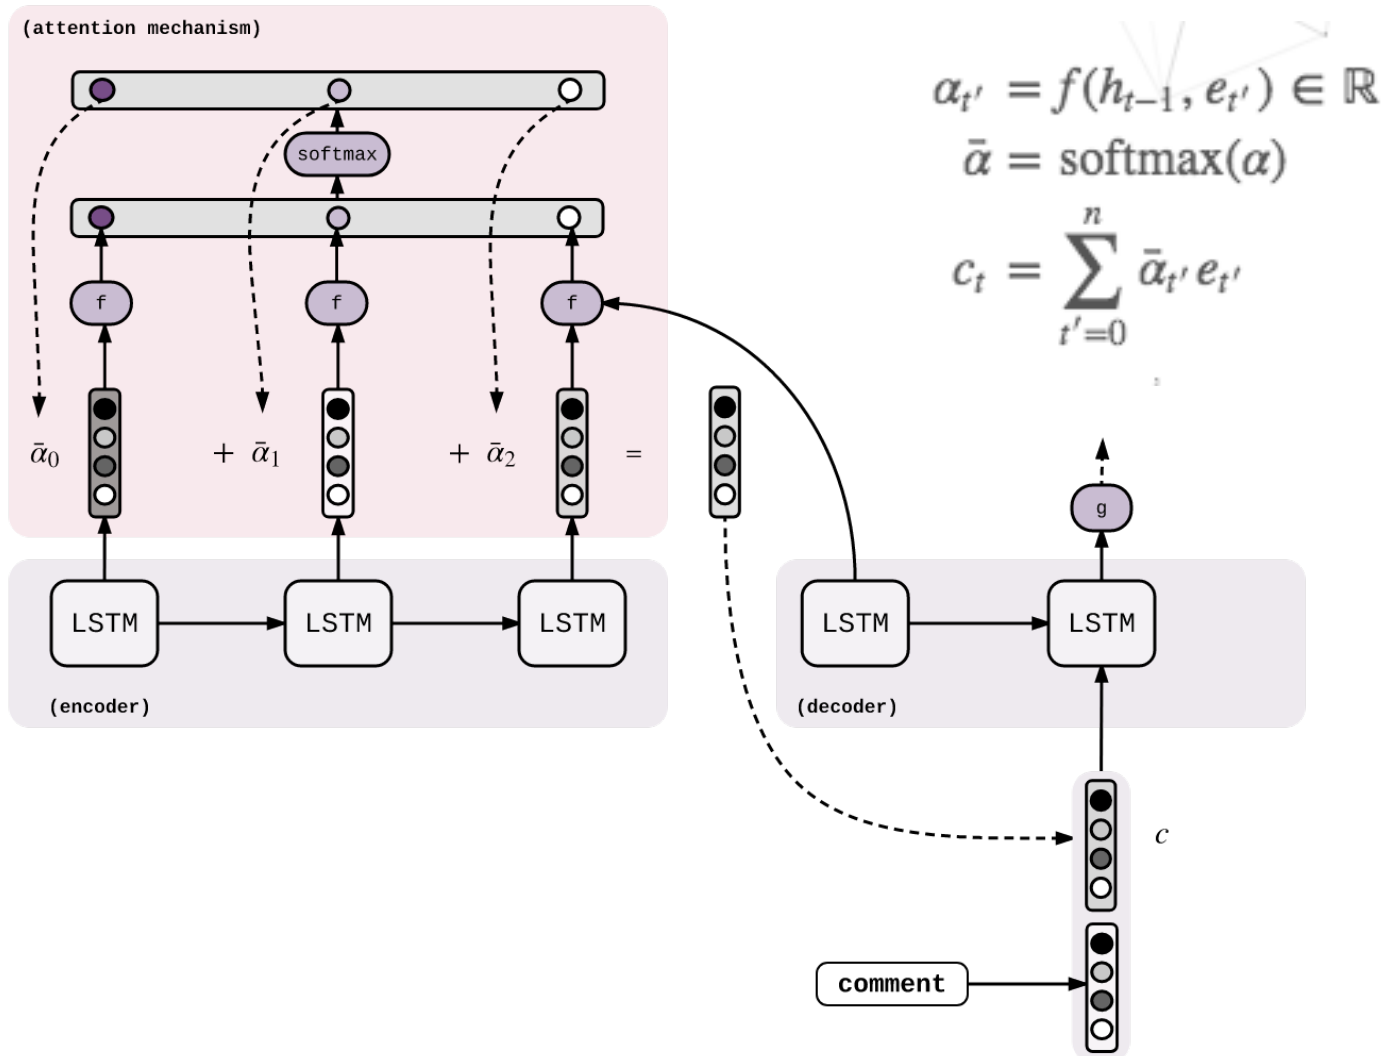 (attention mechanism)
softmax
f f f
ᾱ₀ + ᾱ₁ + ᾱ₂ =
LSTM LSTM LSTM
(encoder)
αₜ′ = f(hₜ₋₁, eₜ′) ∈ ℝ
ᾱ = softmax(α)
cₜ = ∑ⁿₜ′₌₀ ᾱₜ′ eₜ′
g
LSTM LSTM
(decoder)
c
comment